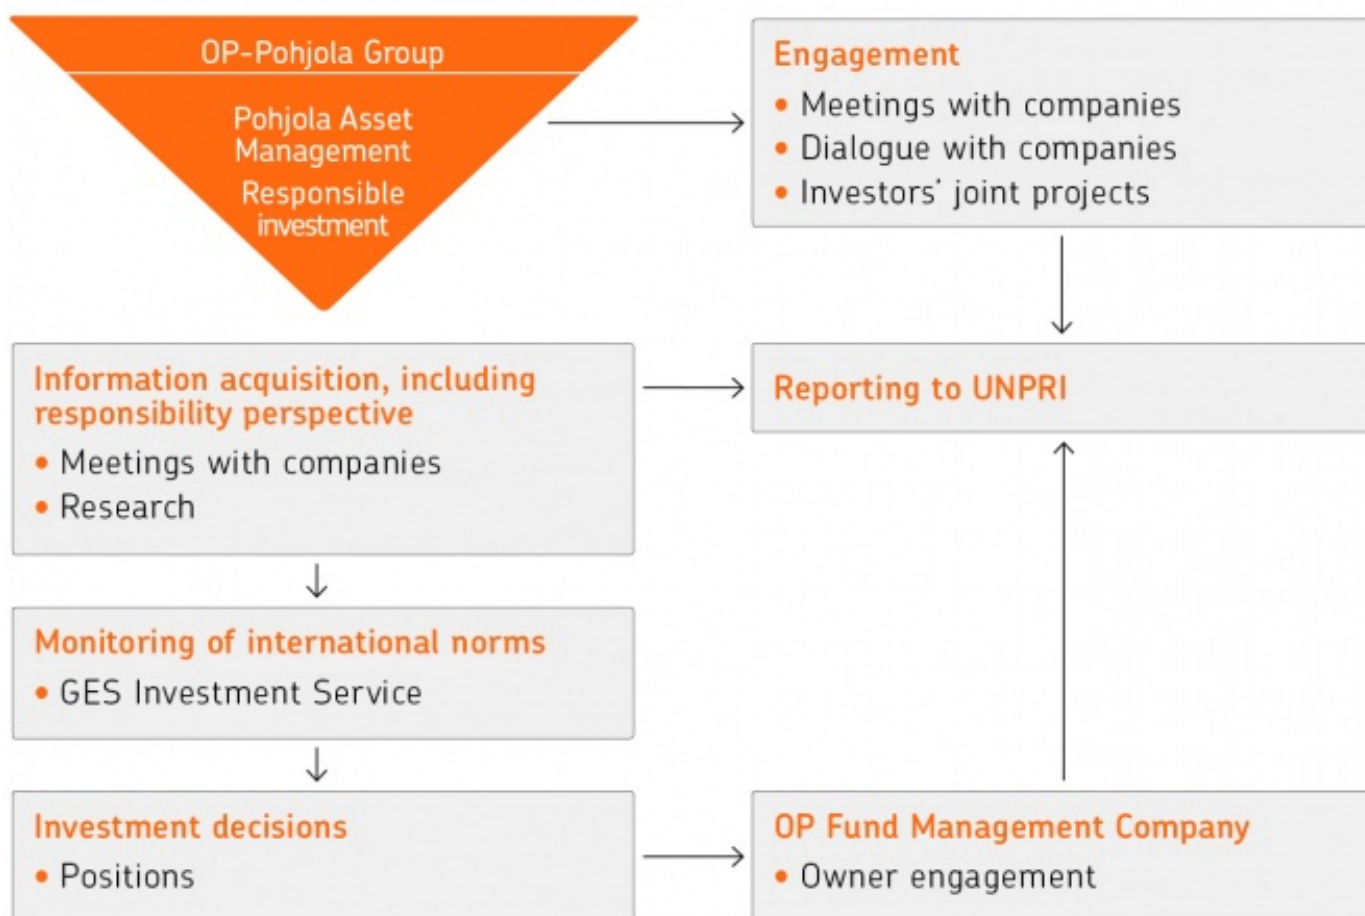 OP-Pohjola Group
Pohjola Asset
Management
Responsible
investment
Engagement
• Meetings with companies
• Dialogue with companies
• Investors' joint projects
Information acquisition, including
responsibility perspective
• Meetings with companies
• Research
Reporting to UNPRI
Monitoring of international norms
• GES Investment Service
Investment decisions
• Positions
OP Fund Management Company
• Owner engagement